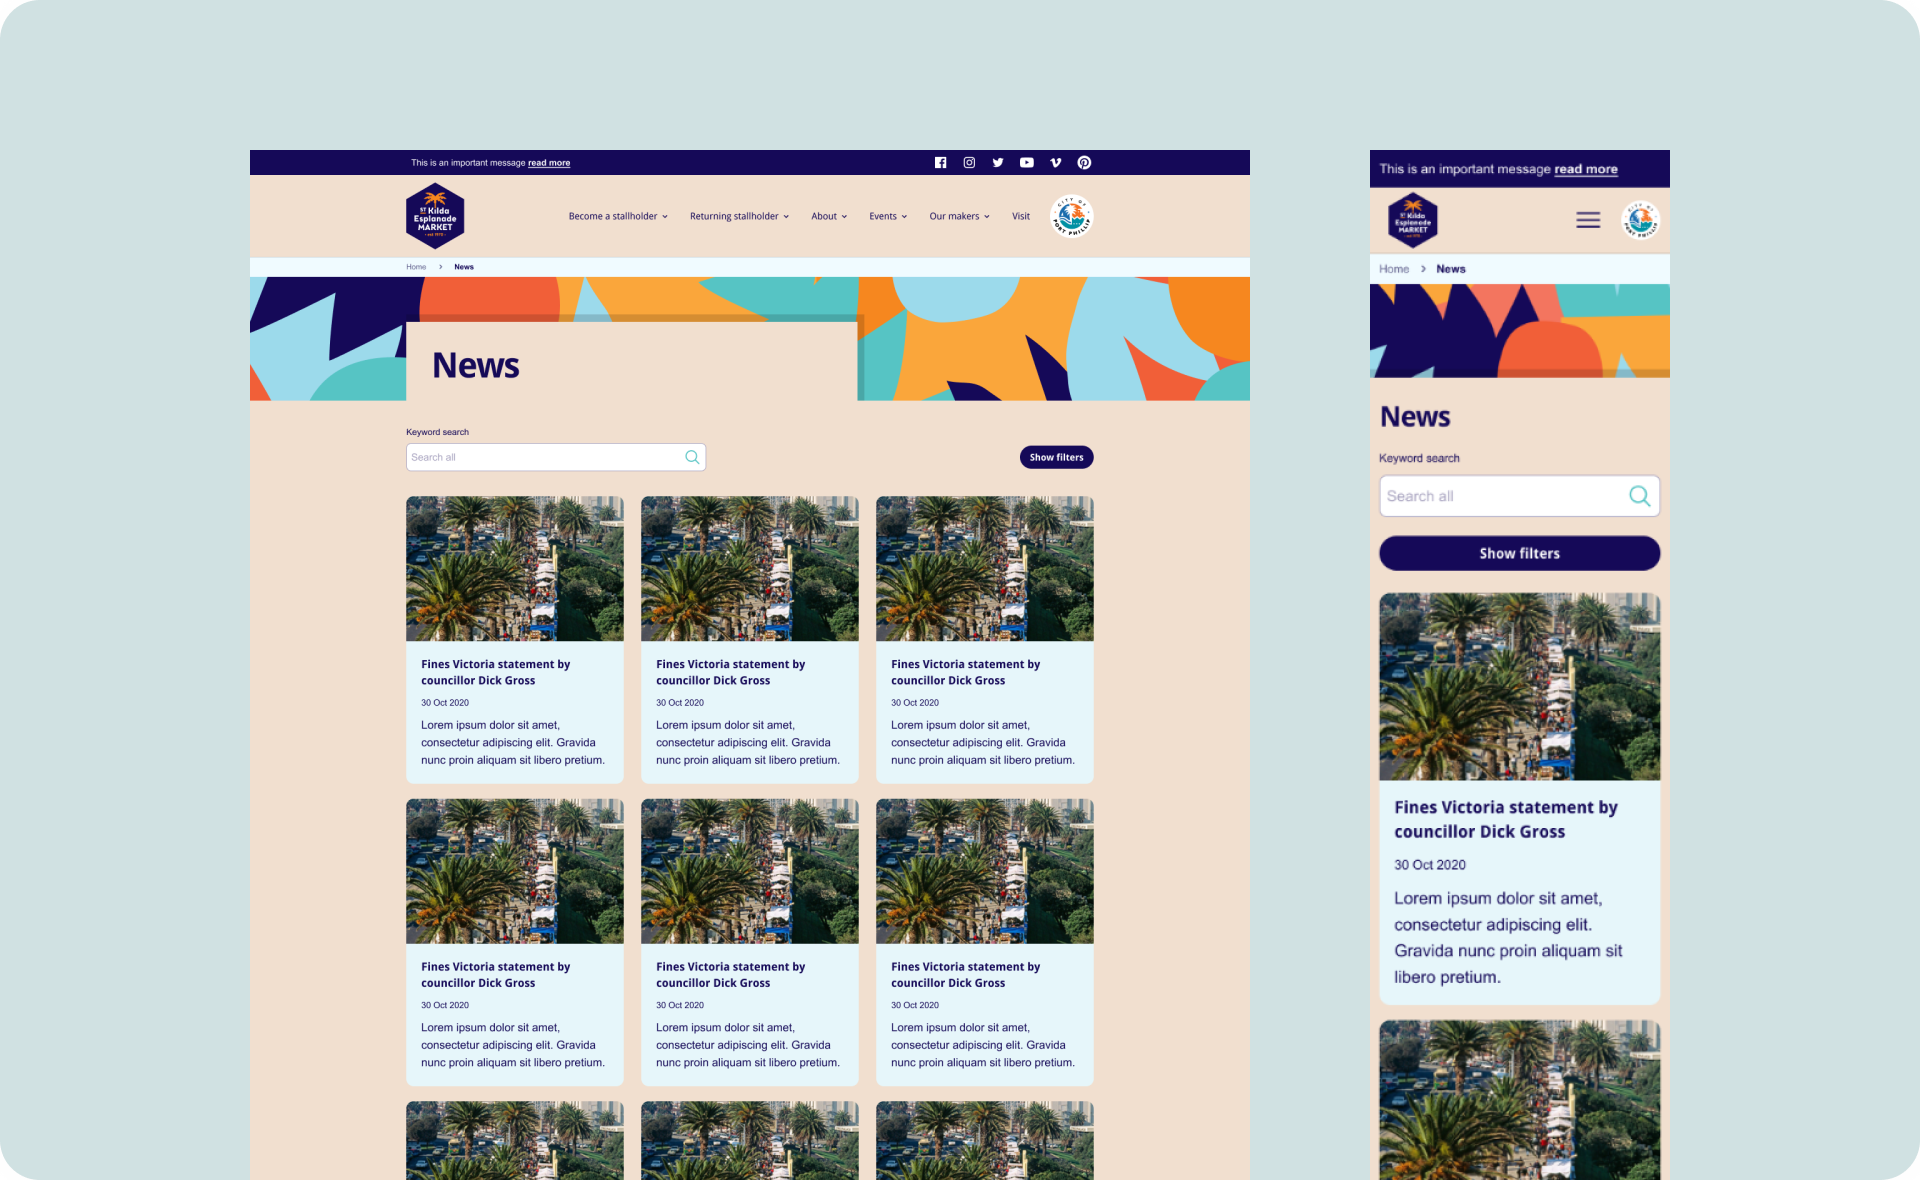 This is an important message read more
ST Kilda
Esplanade
MARKET
est 1970
Become a stallholder
Returning stallholder
About
Events
Our makers
Visit
CITY OF
PORT PHILLIP
Home > News
News
Keyword search
Search all
Show filters
Fines Victoria statement by
councillor Dick Gross
30 Oct 2020
Lorem ipsum dolor sit amet,
consectetur adipiscing elit. Gravida
nunc proin aliquam sit libero pretium.
Fines Victoria statement by
councillor Dick Gross
30 Oct 2020
Lorem ipsum dolor sit amet,
consectetur adipiscing elit. Gravida
nunc proin aliquam sit libero pretium.
Fines Victoria statement by
councillor Dick Gross
30 Oct 2020
Lorem ipsum dolor sit amet,
consectetur adipiscing elit. Gravida
nunc proin aliquam sit libero pretium.
Fines Victoria statement by
councillor Dick Gross
30 Oct 2020
Lorem ipsum dolor sit amet,
consectetur adipiscing elit. Gravida
nunc proin aliquam sit libero pretium.
Fines Victoria statement by
councillor Dick Gross
30 Oct 2020
Lorem ipsum dolor sit amet,
consectetur adipiscing elit. Gravida
nunc proin aliquam sit libero pretium.
Fines Victoria statement by
councillor Dick Gross
30 Oct 2020
Lorem ipsum dolor sit amet,
consectetur adipiscing elit. Gravida
nunc proin aliquam sit libero pretium.
This is an important message read more
ST Kilda
Esplanade
MARKET
est 1970
CITY OF
PORT PHILLIP
Home > News
News
Keyword search
Search all
Show filters
Fines Victoria statement by
councillor Dick Gross
30 Oct 2020
Lorem ipsum dolor sit amet,
consectetur adipiscing elit.
Gravida nunc proin aliquam sit
libero pretium.